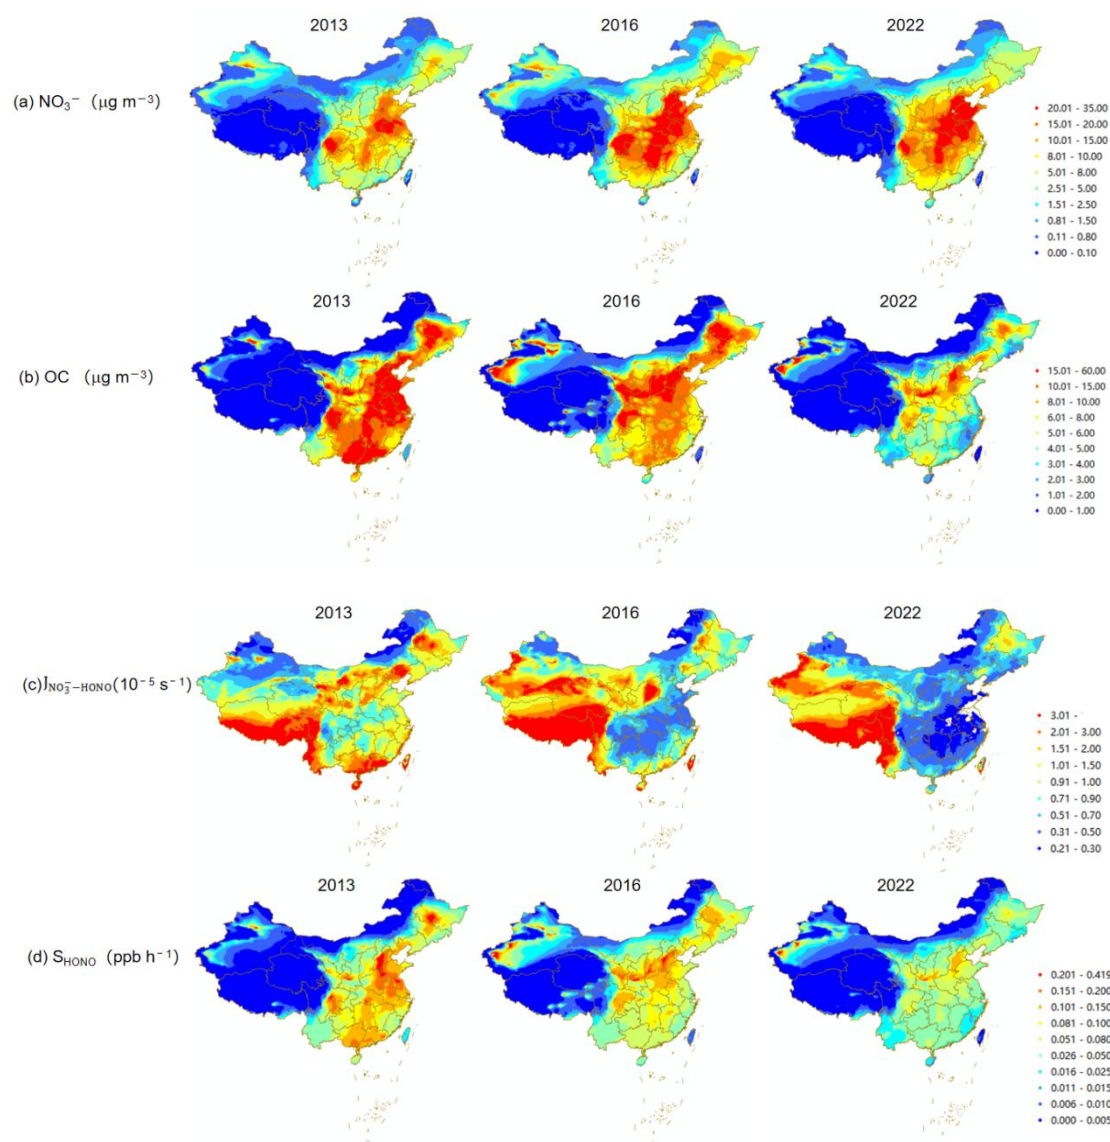 2013 2016 2022
(a) NO₃⁻ (μg m⁻³)
20.01 - 35.00
15.01 - 20.00
10.01 - 15.00
8.01 - 10.00
5.01 - 8.00
2.51 - 5.00
1.51 - 2.50
0.81 - 1.50
0.11 - 0.80
0.00 - 0.10
2013 2016 2022
(b) OC (μg m⁻³)
15.01 - 60.00
10.01 - 15.00
8.01 - 10.00
6.01 - 8.00
5.01 - 6.00
4.01 - 5.00
3.01 - 4.00
2.01 - 3.00
1.01 - 2.00
0.00 - 1.00
2013 2016 2022
(c) J_NO₃⁻−HONO (10⁻⁵ s⁻¹)
3.01 -
2.01 - 3.00
1.51 - 2.00
1.01 - 1.50
0.91 - 1.00
0.71 - 0.90
0.51 - 0.70
0.31 - 0.50
0.21 - 0.30
2013 2016 2022
(d) S_HONO (ppb h⁻¹)
0.201 - 0.419
0.151 - 0.200
0.101 - 0.150
0.081 - 0.100
0.051 - 0.080
0.026 - 0.050
0.016 - 0.025
0.011 - 0.015
0.006 - 0.010
0.000 - 0.005